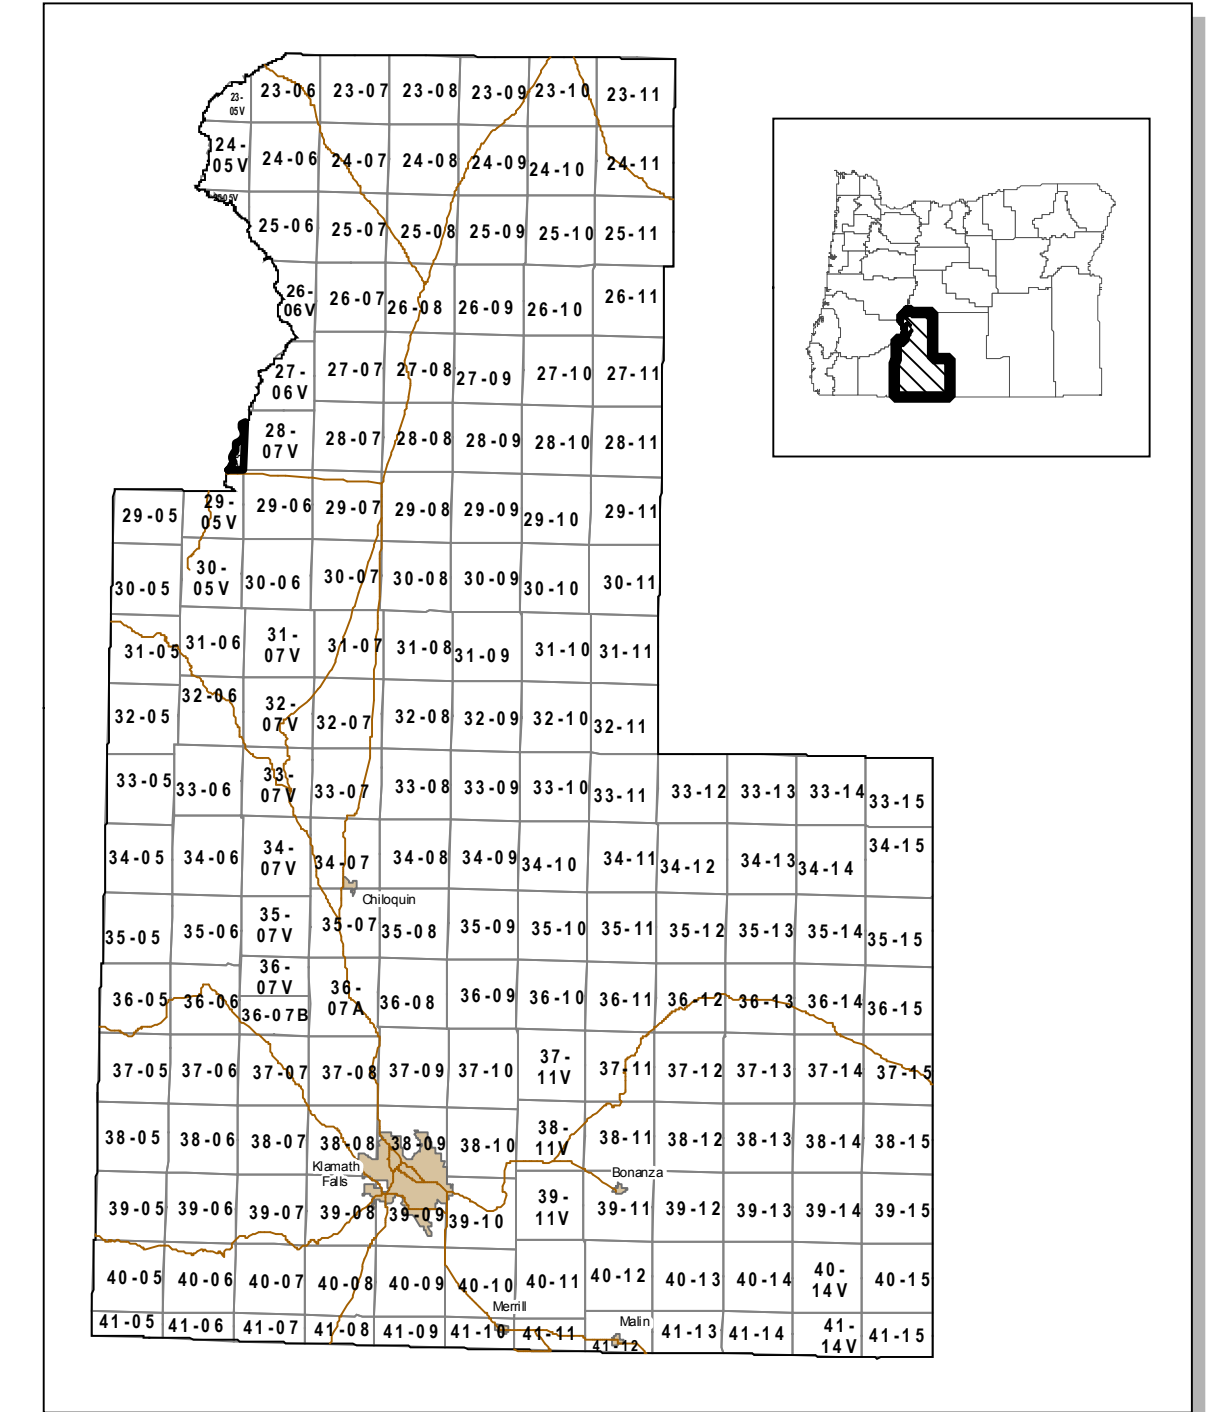 23-06 23-07 23-08 23-09 23-10 23-11
23-
05V
24-
05V
24-06 24-07 24-08 24-09 24-10 24-11
25-06 25-07 25-08 25-09 25-10 25-11
26-
06V
26-07 26-08 26-09 26-10 26-11
27-
06V
27-07 27-08 27-09 27-10 27-11
28-
07V
28-07 28-08 28-09 28-10 28-11
29-05
29-
05V
29-06 29-07 29-08 29-09 29-10 29-11
30-05
30-
05V
30-06 30-07 30-08 30-09 30-10 30-11
31-05 31-06
31-
07V
31-07 31-08 31-09 31-10 31-11
32-05 32-06
32-
07V
32-07 32-08 32-09 32-10 32-11
33-05 33-06
33-
07V
33-07 33-08 33-09 33-10 33-11 33-12 33-13 33-14 33-15
34-05 34-06
34-
07V
34-07 34-08 34-09 34-10 34-11 34-12 34-13 34-14 34-15
Chiloquin
35-05 35-06
35-
07V
35-07 35-08 35-09 35-10 35-11 35-12 35-13 35-14 35-15
36-05 36-06
36-
07V
36-07B
36-
07A
36-08 36-09 36-10 36-11 36-12 36-13 36-14 36-15
37-05 37-06 37-07 37-08 37-09 37-10
37-
11V
37-11 37-12 37-13 37-14 37-15
38-05 38-06 38-07 38-08 38-09 38-10
38-
11V
38-11 38-12 38-13 38-14 38-15
Klamath
Falls
Bonanza
39-05 39-06 39-07 39-08 39-09 39-10
39-
11V
39-11 39-12 39-13 39-14 39-15
40-05 40-06 40-07 40-08 40-09 40-10 40-11 40-12 40-13 40-14
40-
14V
40-15
Merrill
Malin
41-05 41-06 41-07 41-08 41-09 41-10 41-11 41-12 41-13 41-14
41-
14V
41-15